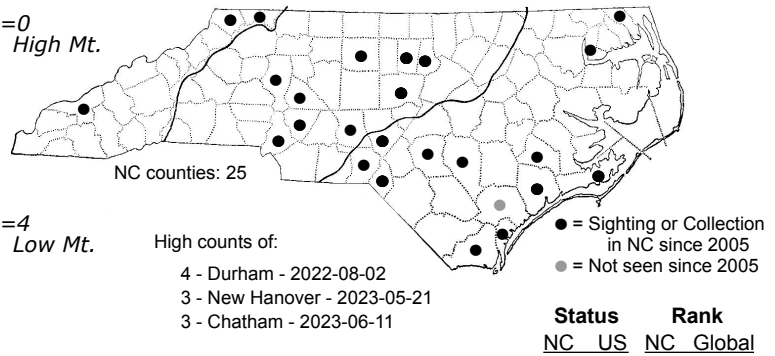 =0
High Mt.
NC counties: 25
=4
Low Mt.
High counts of:
4 - Durham - 2022-08-02
3 - New Hanover - 2023-05-21
3 - Chatham - 2023-06-11
= Sighting or Collection
in NC since 2005
= Not seen since 2005
Status Rank
NC US NC Global